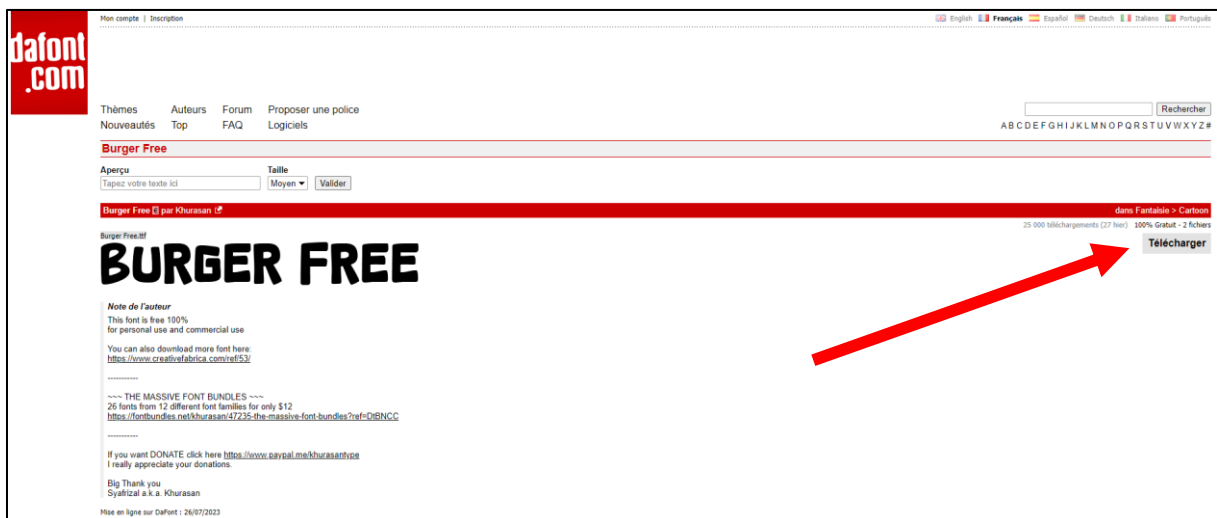 Mon compte | Inscription
English Français Español Deutsch Italiano Português
dafont
.com
Thèmes Auteurs Forum Proposer une police
Nouveautés Top FAQ Logiciels
Rechercher
A B C D E F G H I J K L M N O P Q R S T U V W X Y Z #
Burger Free
Aperçu Taille
Tapez votre texte ici Moyen Valider
Burger Free € par Khurasan dans Fantaisie > Cartoon
25 000 téléchargements (27 hier) 100% Gratuit - 2 fichiers
Télécharger
Burger Free.ttf
BURGER FREE
Note de l'auteur
This font is free 100%
for personal use and commercial use
You can also download more font here:
https://www.creativefabrica.com/ref/53/
-----------
~~~ THE MASSIVE FONT BUNDLES ~~~
26 fonts from 12 different font families for only $12
https://fontbundles.net/khurasan/47235-the-massive-font-bundles?ref=DtBNCC
-----------
If you want DONATE click here https://www.paypal.me/khurasantype
I really appreciate your donations.
Big Thank you
Syafrizal a.k.a. Khurasan
Mise en ligne sur DaFont : 26/07/2023